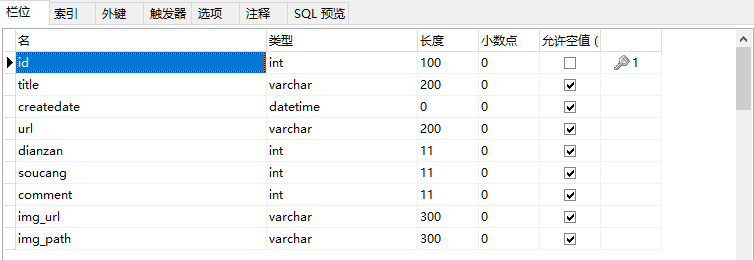 栏位 索引 外键 触发器 选项 注释 SQL 预览
名 类型 长度 小数点 允许空值 (
id int 100 0 1
title varchar 200 0
createdate datetime 0 0
url varchar 200 0
dianzan int 11 0
soucang int 11 0
comment int 11 0
img_url varchar 300 0
img_path varchar 300 0